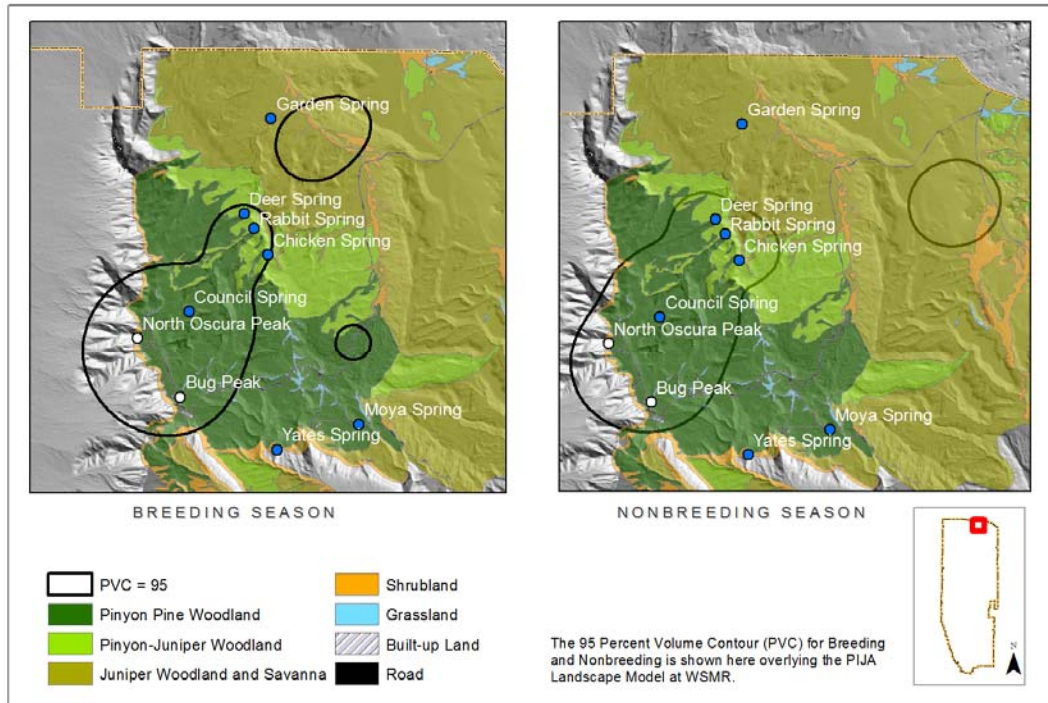 Garden Spring
Deer Spring
Rabbit Spring
Chicken Spring
Council Spring
North Oscura Peak
Bug Peak
Moya Spring
Yates Spring
BREEDING SEASON
Garden Spring
Deer Spring
Rabbit Spring
Chicken Spring
Council Spring
North Oscura Peak
Bug Peak
Moya Spring
Yates Spring
NONBREEDING SEASON
PVC = 95
Pinyon Pine Woodland
Pinyon-Juniper Woodland
Juniper Woodland and Savanna
Shrubland
Grassland
Built-up Land
Road
The 95 Percent Volume Contour (PVC) for Breeding
and Nonbreeding is shown here overlying the PIJA
Landscape Model at WSMR.
N